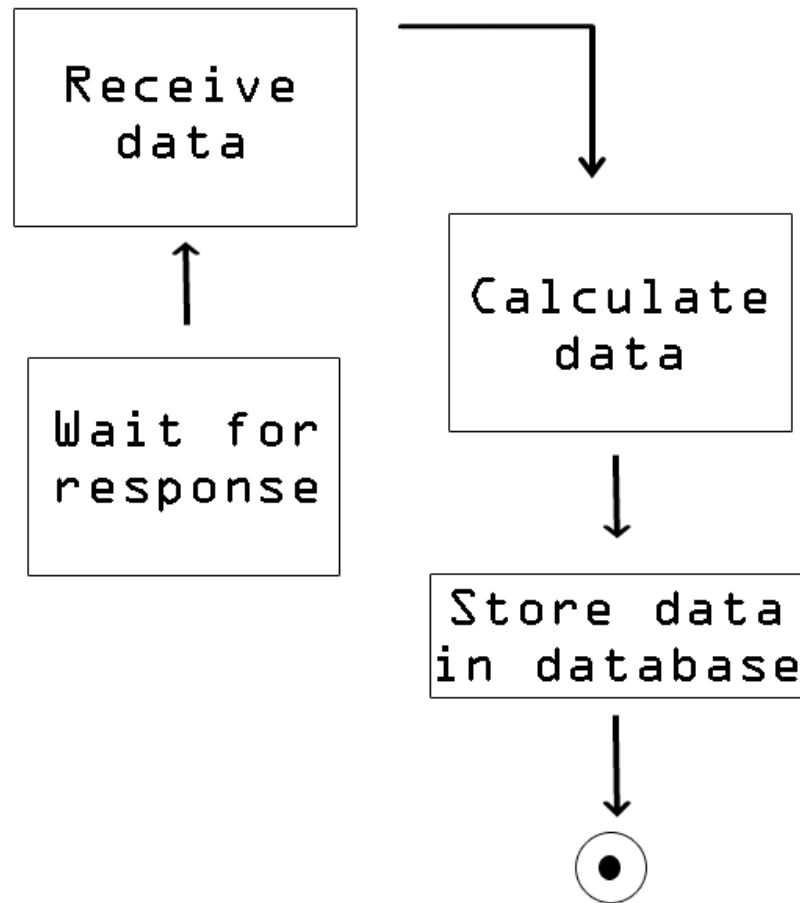 Receive
data
Calculate
data
Wait for
response
Store data
in database